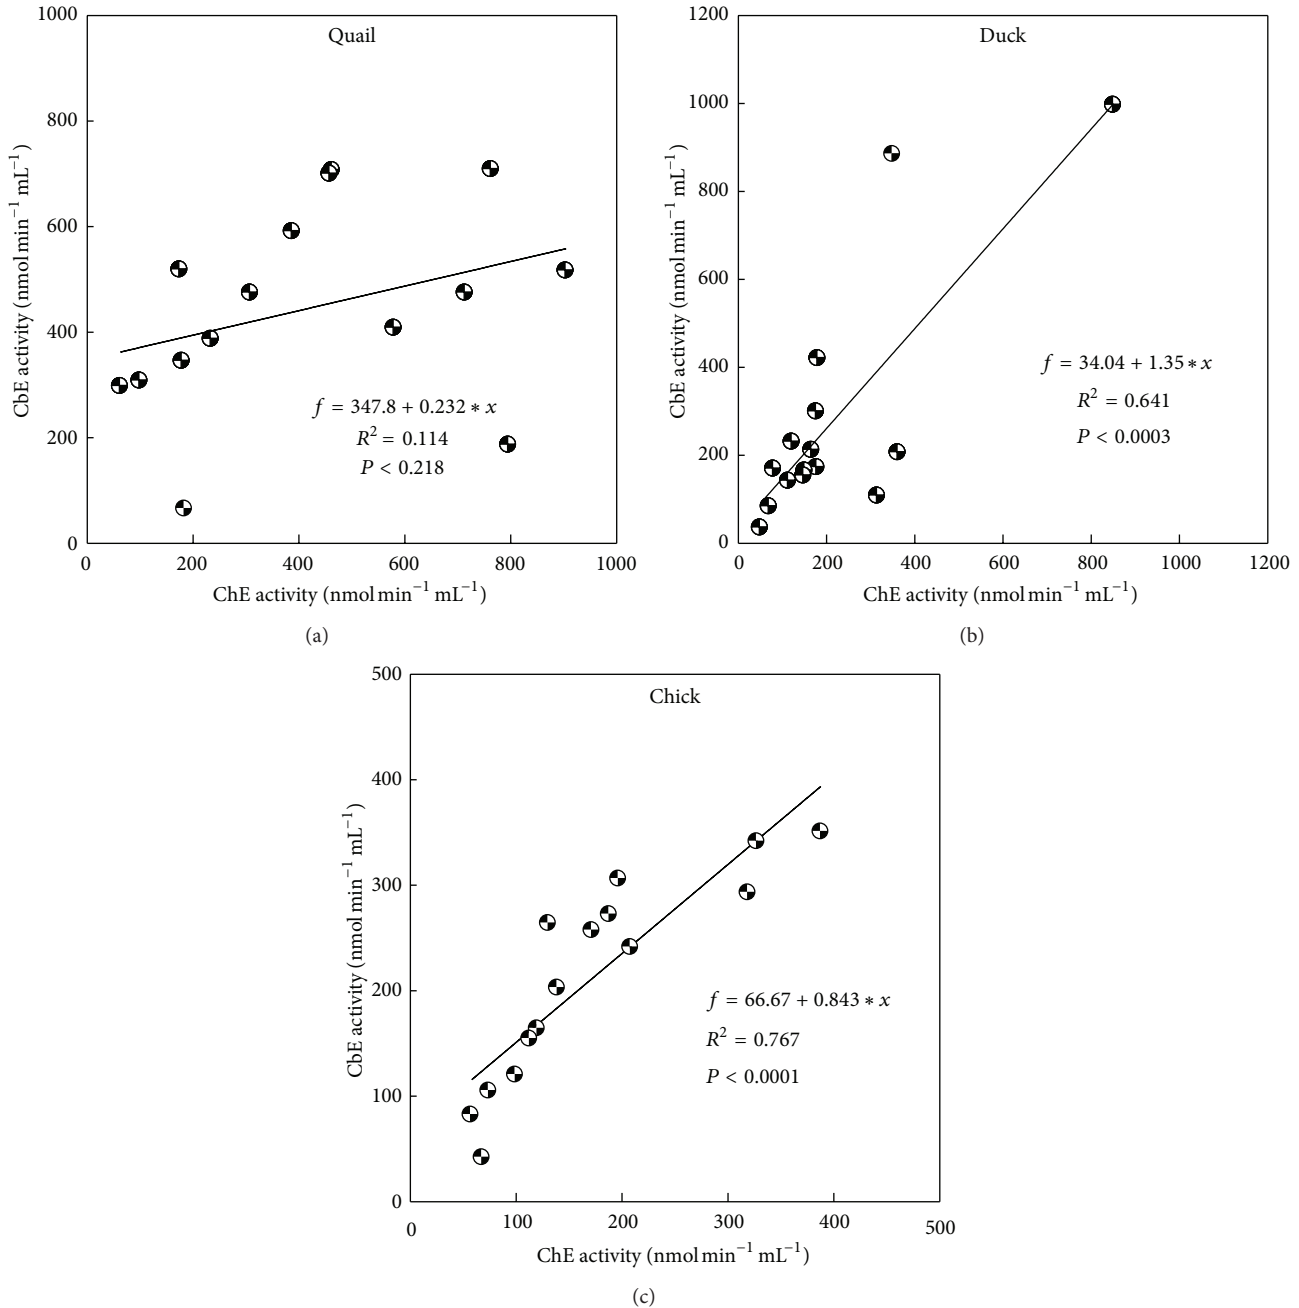 Quail
1000
800
600
400
200
0
CbE activity (nmol min⁻¹ mL⁻¹)
f = 347.8 + 0.232 ∗ x
R² = 0.114
P < 0.218
0 200 400 600 800 1000
ChE activity (nmol min⁻¹ mL⁻¹)
(a)
Duck
1200
1000
800
600
400
200
0
CbE activity (nmol min⁻¹ mL⁻¹)
f = 34.04 + 1.35 ∗ x
R² = 0.641
P < 0.0003
0 200 400 600 800 1000 1200
ChE activity (nmol min⁻¹ mL⁻¹)
(b)
Chick
500
400
300
200
100
0
CbE activity (nmol min⁻¹ mL⁻¹)
f = 66.67 + 0.843 ∗ x
R² = 0.767
P < 0.0001
0 100 200 300 400 500
ChE activity (nmol min⁻¹ mL⁻¹)
(c)